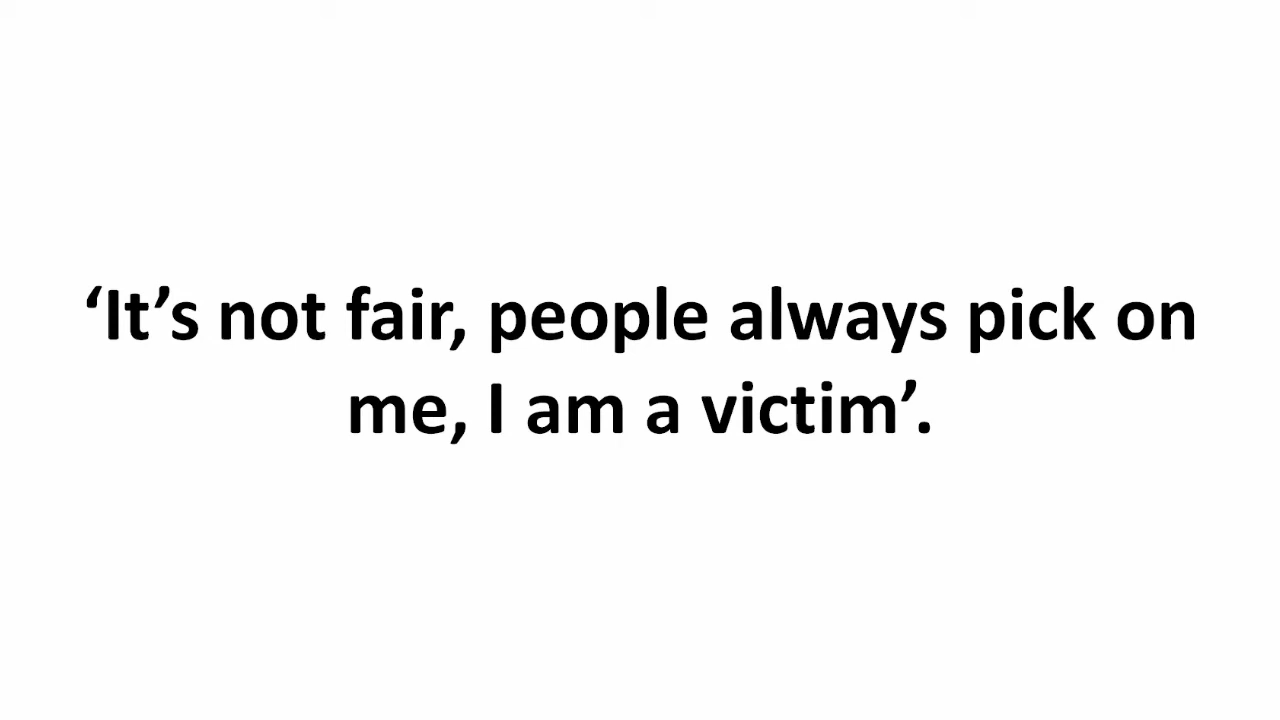 ‘It’s not fair, people always pick on
me, I am a victim’.